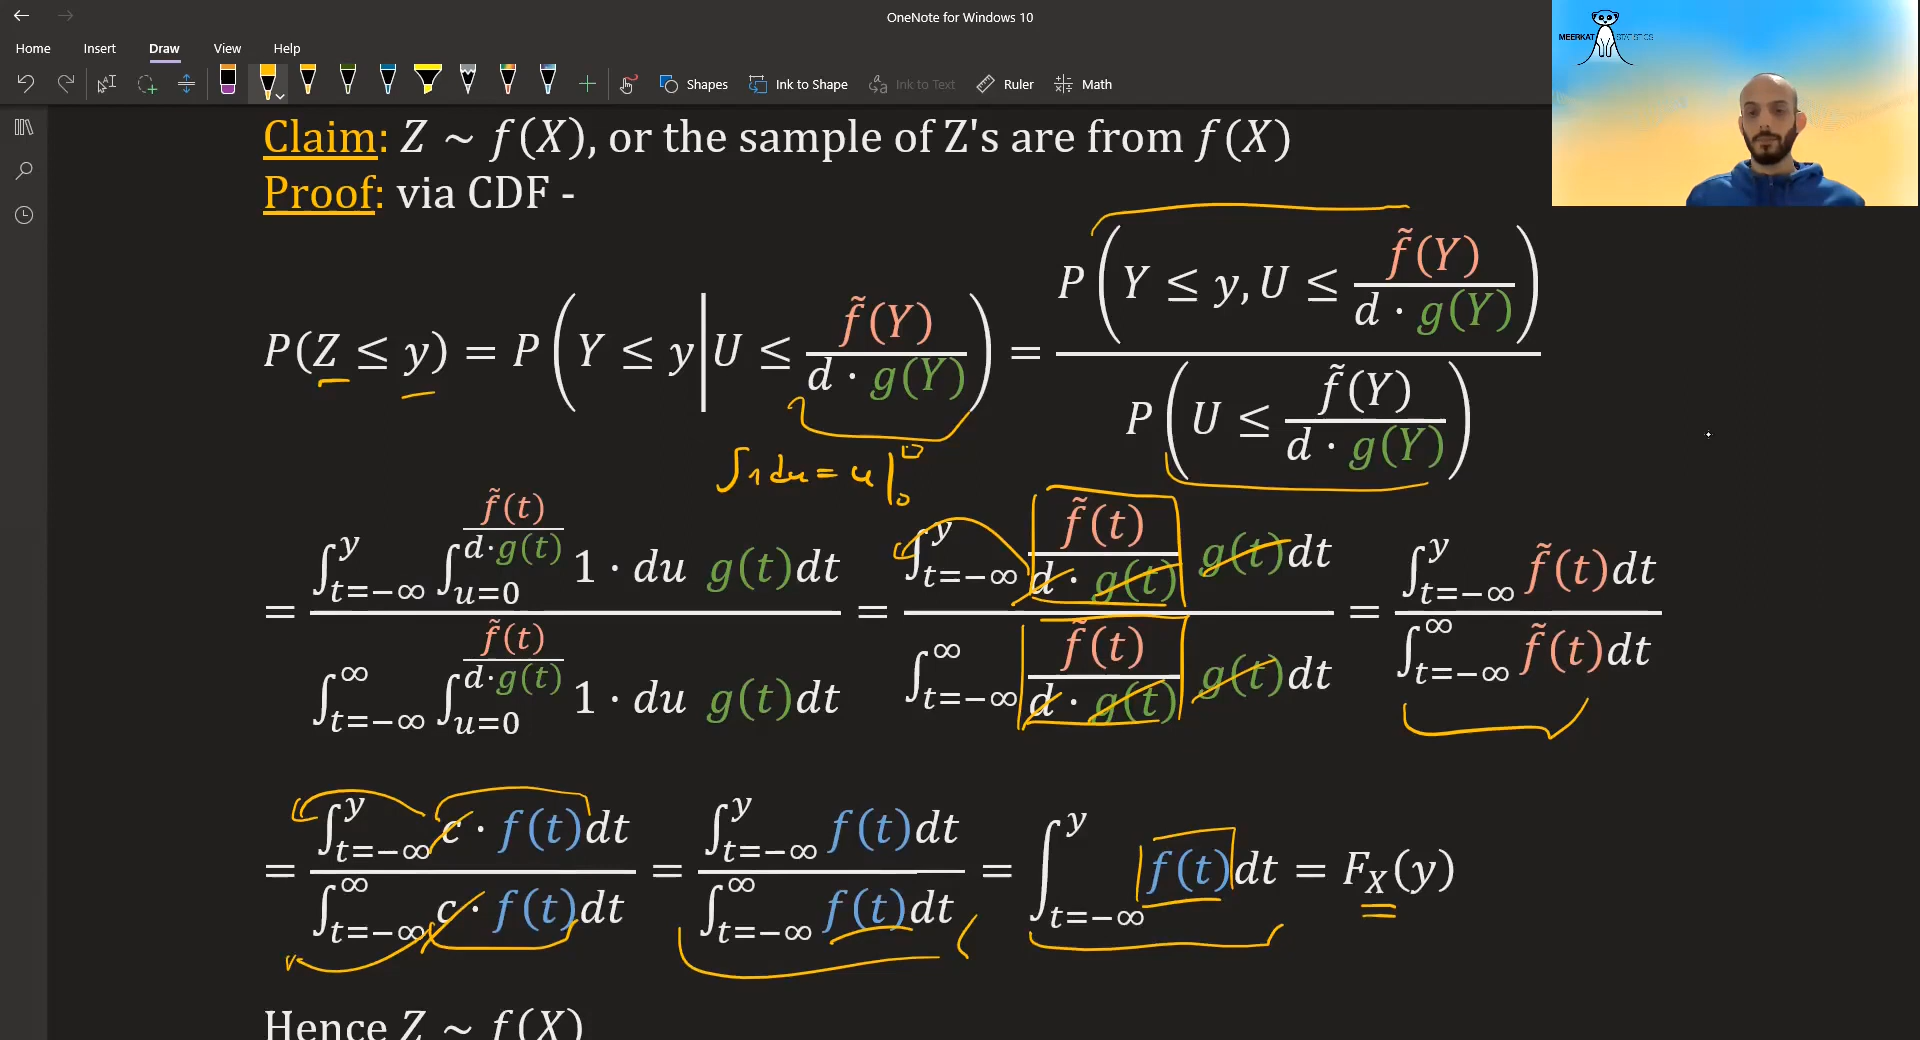 OneNote for Windows 10
Home Insert Draw View Help
Shapes Ink to Shape Ink to Text Ruler Math
MEERKAT STATISTICS
Claim: Z ~ f(X), or the sample of Z's are from f(X)
Proof: via CDF -
P(Z ≤ y) = P(Y ≤ y | U ≤ f̃(Y) / (d · g(Y))) = P(Y ≤ y, U ≤ f̃(Y) / (d · g(Y))) / P(U ≤ f̃(Y) / (d · g(Y)))
∫ 1 du = u |₀
= ∫_{t=−∞}^{y} ∫_{u=0}^{f̃(t) / (d·g(t))} 1 · du g(t)dt / ∫_{t=−∞}^{∞} ∫_{u=0}^{f̃(t) / (d·g(t))} 1 · du g(t)dt = ∫_{t=−∞}^{y} f̃(t) / (d · g(t)) g(t)dt / ∫_{t=−∞}^{∞} f̃(t) / (d · g(t)) g(t)dt = ∫_{t=−∞}^{y} f̃(t)dt / ∫_{t=−∞}^{∞} f̃(t)dt
= ∫_{t=−∞}^{y} c · f(t)dt / ∫_{t=−∞}^{∞} c · f(t)dt = ∫_{t=−∞}^{y} f(t)dt / ∫_{t=−∞}^{∞} f(t)dt = ∫_{t=−∞}^{y} f(t)dt = F_X(y)
Hence Z ~ f(X)